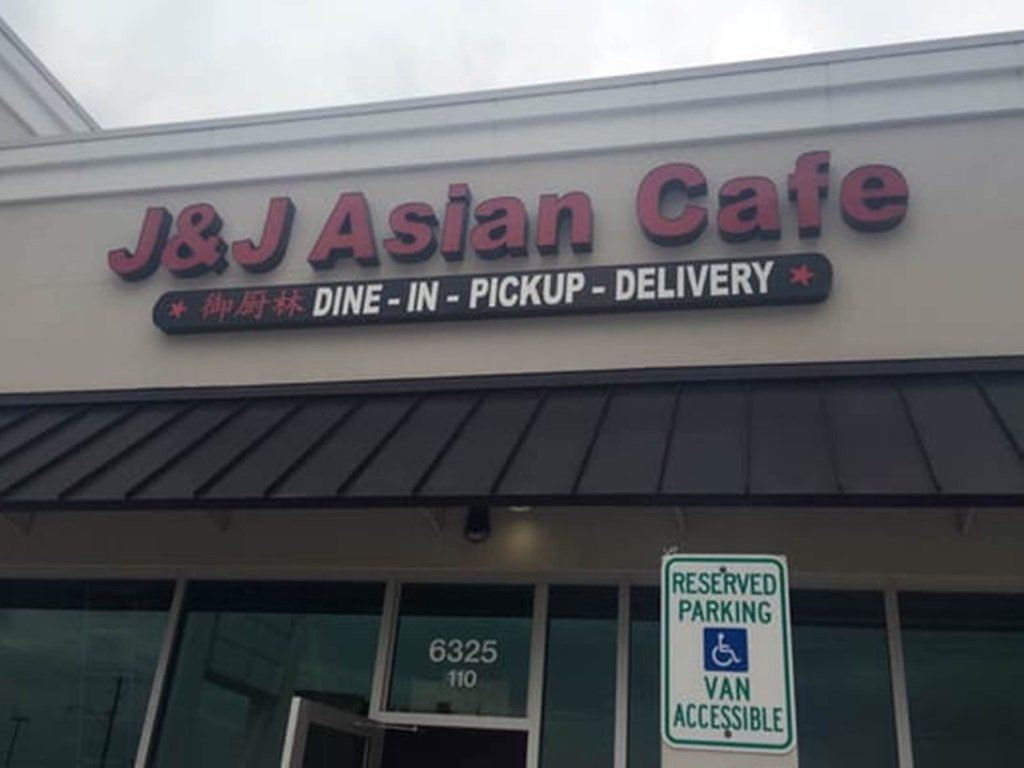 J&J Asian Cafe
御厨林 DINE - IN - PICKUP - DELIVERY
6325
110
RESERVED
PARKING
VAN
ACCESSIBLE